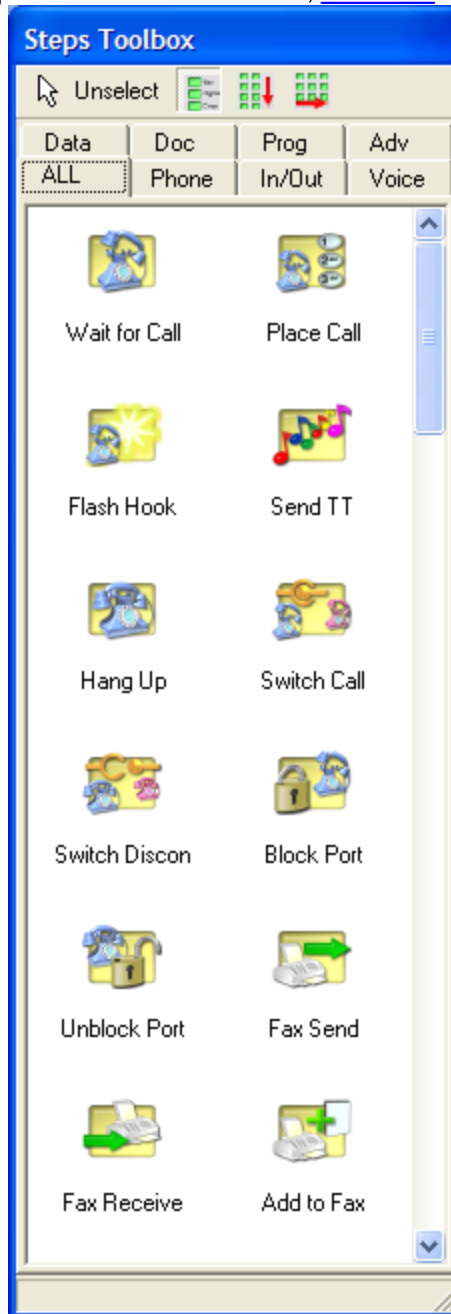 Steps Toolbox
Unselect
Data Doc Prog Adv
ALL Phone In/Out Voice
Wait for Call Place Call
Flash Hook Send TT
Hang Up Switch Call
Switch Discon Block Port
Unblock Port Fax Send
Fax Receive Add to Fax